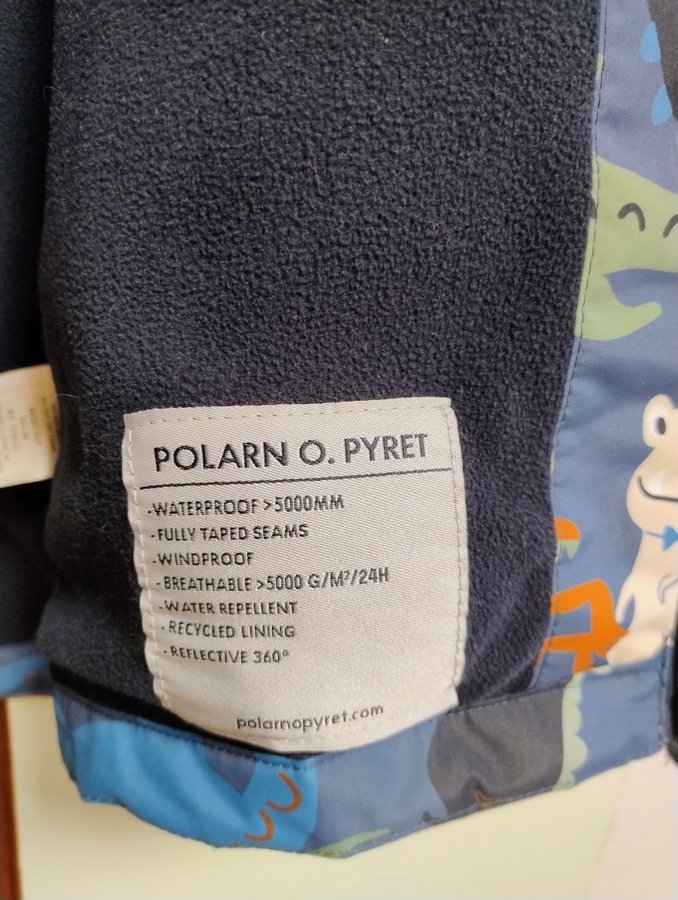 POLARN O. PYRET
-WATERPROOF >5000MM
-FULLY TAPED SEAMS
-WINDPROOF
-BREATHABLE >5000 G/M²/24H
-WATER REPELLENT
-RECYCLED LINING
-REFLECTIVE 360°
polarnopyret.com